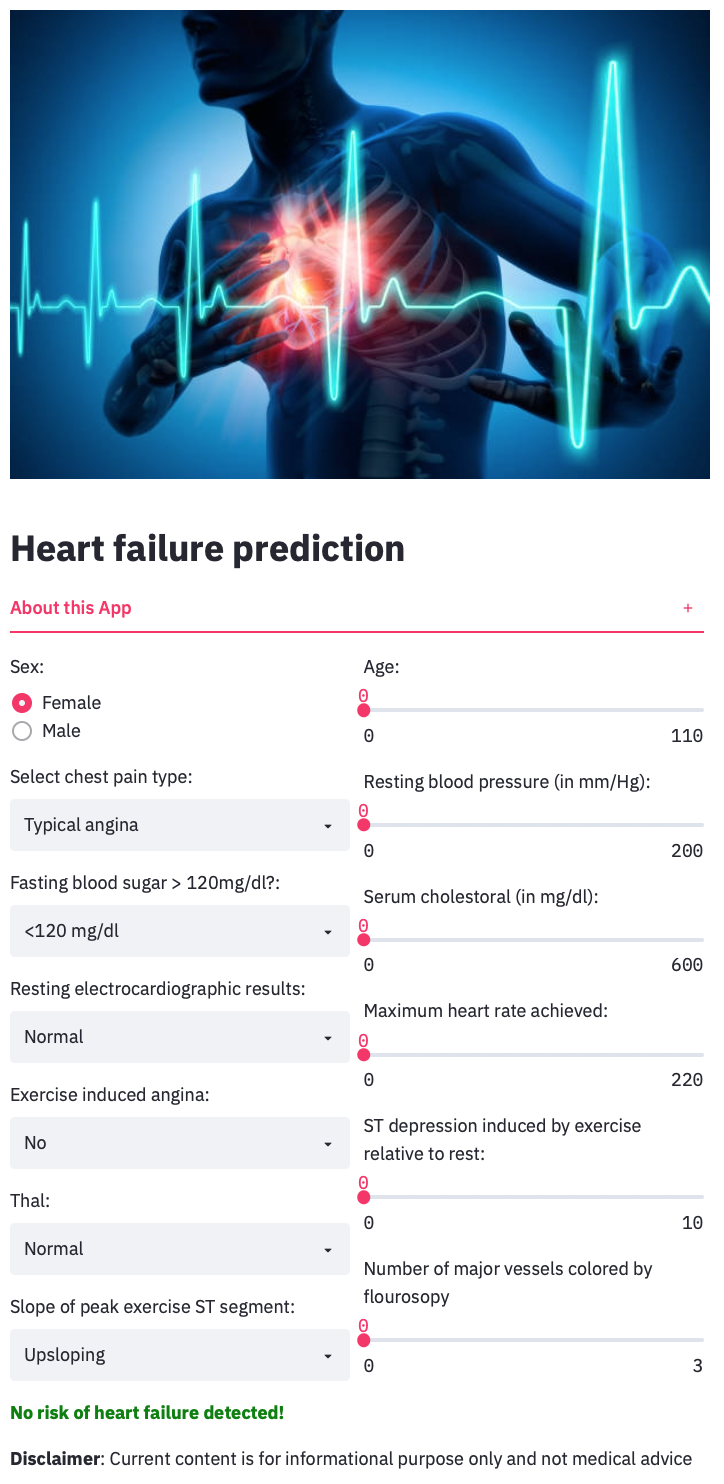 Heart failure prediction
About this App +
Sex:
Female
Male
Select chest pain type:
Typical angina
Fasting blood sugar > 120mg/dl?:
<120 mg/dl
Resting electrocardiographic results:
Normal
Exercise induced angina:
No
Thal:
Normal
Slope of peak exercise ST segment:
Upsloping
Age:
0
0 110
Resting blood pressure (in mm/Hg):
0
0 200
Serum cholestoral (in mg/dl):
0
0 600
Maximum heart rate achieved:
0
0 220
ST depression induced by exercise
relative to rest:
0
0 10
Number of major vessels colored by
flourosopy
0
0 3
No risk of heart failure detected!
Disclaimer: Current content is for informational purpose only and not medical advice